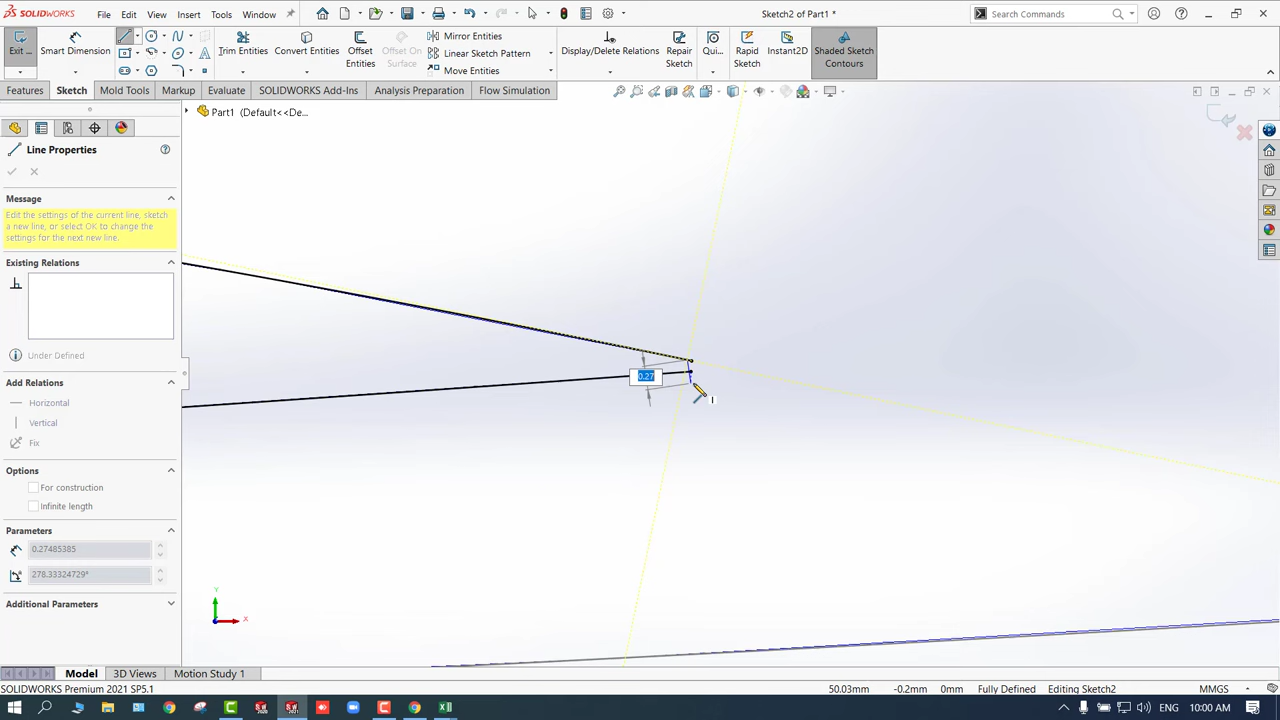 SOLIDWORKS
File Edit View Insert Tools Window
Sketch2 of Part1 *
Search Commands
Exit ...
Smart Dimension
Trim Entities
Convert Entities
Offset Entities
Offset On Surface
Mirror Entities
Linear Sketch Pattern
Move Entities
Display/Delete Relations
Repair Sketch
Qui...
Rapid Sketch
Instant2D
Shaded Sketch Contours
Features Sketch Mold Tools Markup Evaluate SOLIDWORKS Add-Ins Analysis Preparation Flow Simulation
Part1 (Default<<De...
Line Properties
Message
Edit the settings of the current line, sketch
a new line, or select OK to change the
settings for the next new line.
Existing Relations
Under Defined
Add Relations
Horizontal
Vertical
Fix
Options
For construction
Infinite length
Parameters
0.27485385
278.33324729°
Additional Parameters
0.27
Y
X
Model 3D Views Motion Study 1
SOLIDWORKS Premium 2021 SP5.1
50.03mm -0.2mm 0mm Fully Defined Editing Sketch2 MMGS
ENG 10:00 AM